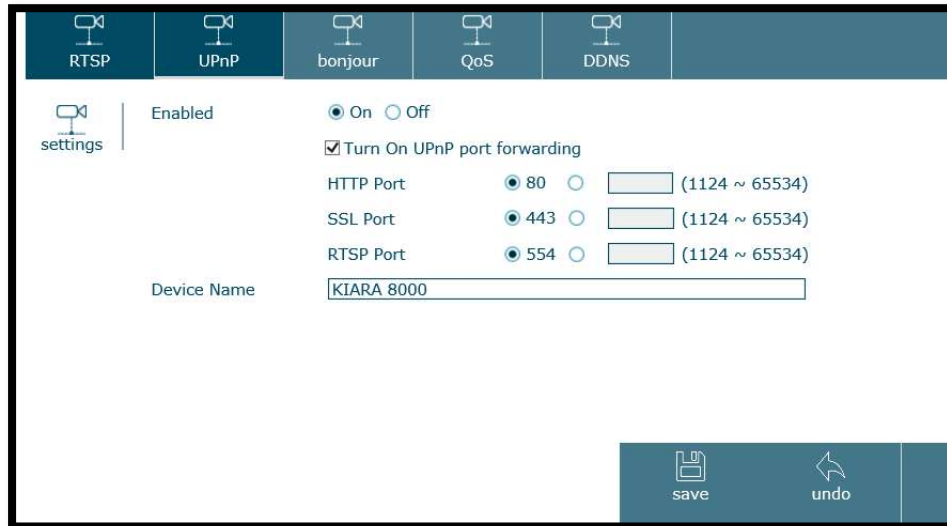 RTSP UPnP bonjour QoS DDNS
settings
Enabled On Off
Turn On UPnP port forwarding
HTTP Port 80 (1124 ~ 65534)
SSL Port 443 (1124 ~ 65534)
RTSP Port 554 (1124 ~ 65534)
Device Name KIARA 8000
save undo